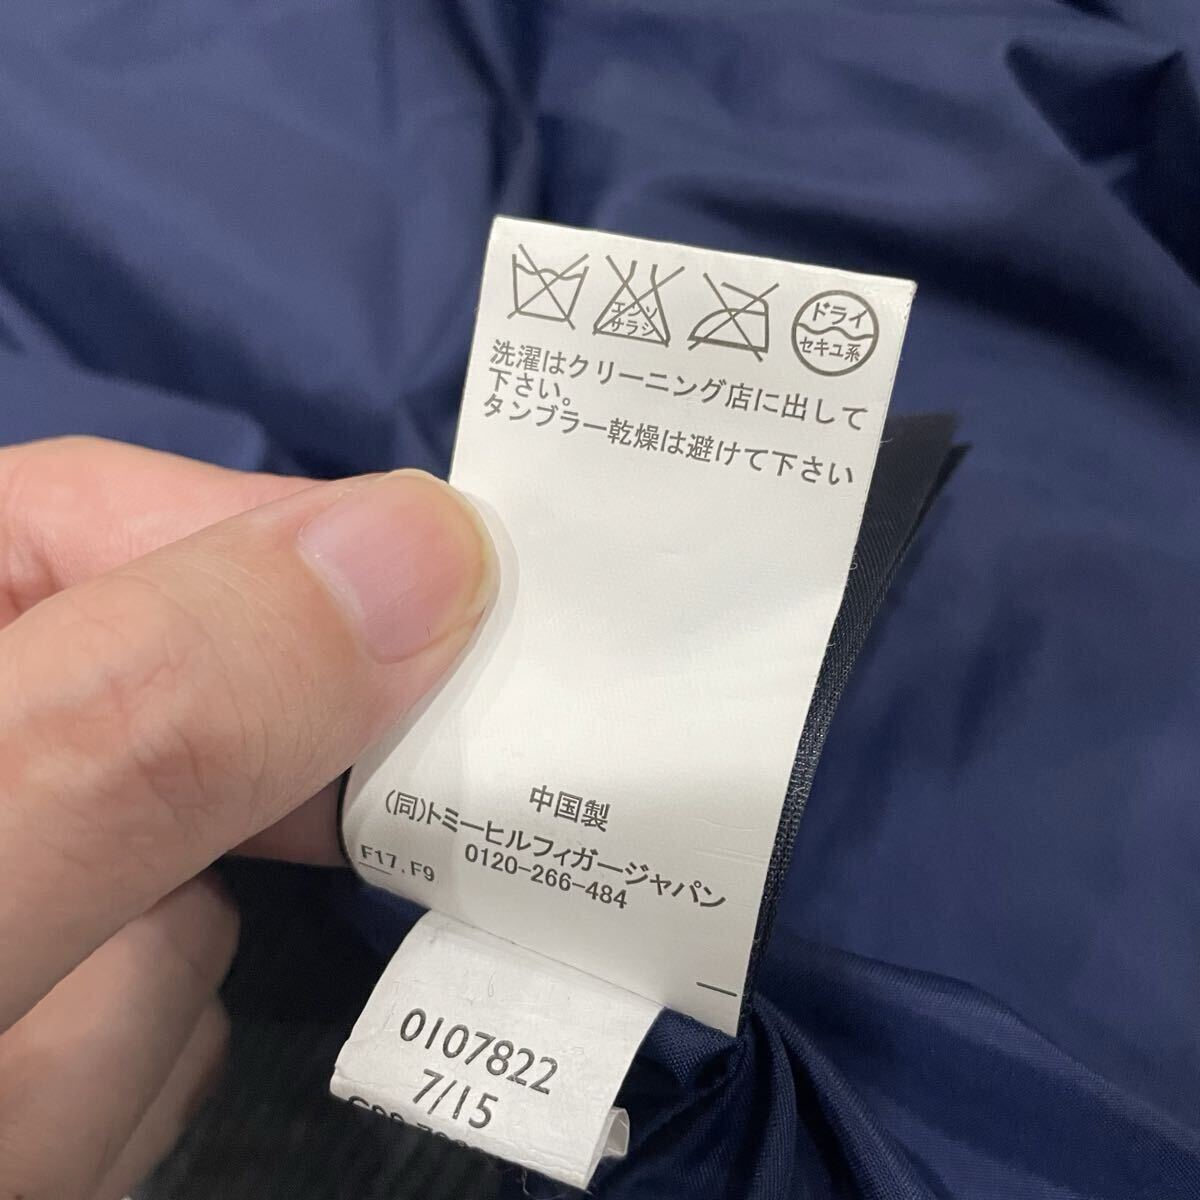 エンソ
サラシ
ドライ
セキユ系
洗濯はクリーニング店に出して
下さい。
タンブラー乾燥は避けて下さい
中国製
(同)トミーヒルフィガージャパン
0120-266-484
F17.F9
0107822
7/15